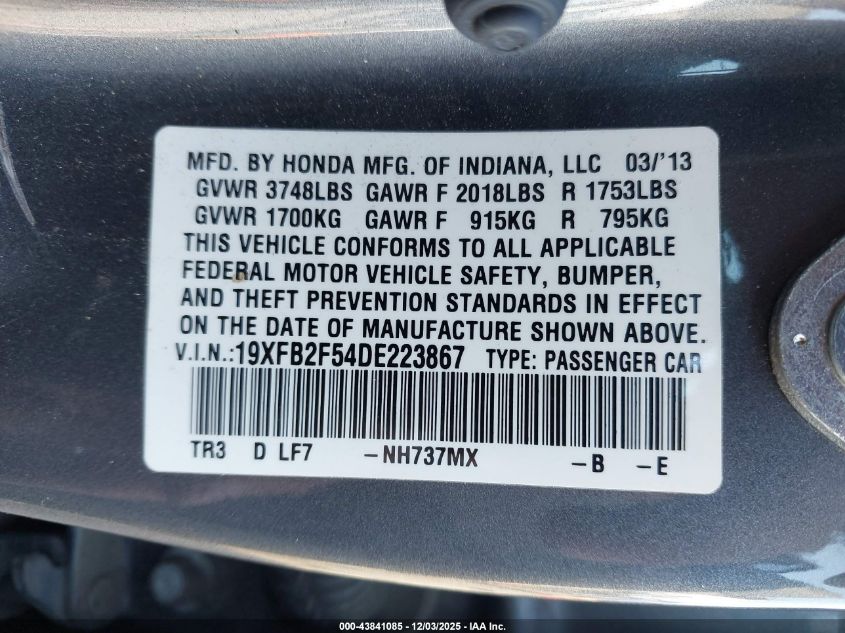 MFD. BY HONDA MFG. OF INDIANA, LLC 03/'13
GVWR 3748LBS GAWR F 2018LBS R 1753LBS
GVWR 1700KG GAWR F 915KG R 795KG
THIS VEHICLE CONFORMS TO ALL APPLICABLE
FEDERAL MOTOR VEHICLE SAFETY, BUMPER,
AND THEFT PREVENTION STANDARDS IN EFFECT
ON THE DATE OF MANUFACTURE SHOWN ABOVE.
V.I.N.:19XFB2F54DE223867 TYPE: PASSENGER CAR
TR3 D LF7 -NH737MX -B -E
000-43841085 - 12/03/2025 - IAA Inc.